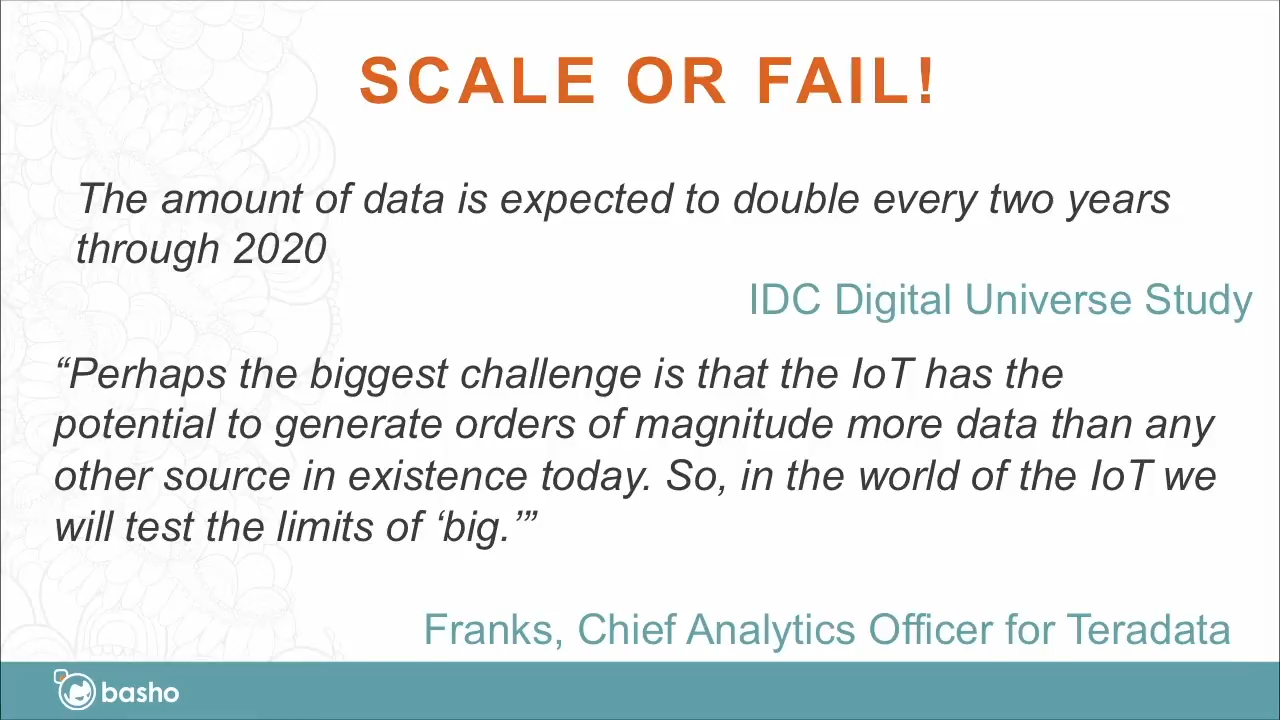 SCALE OR FAIL!
The amount of data is expected to double every two years
through 2020
IDC Digital Universe Study
“Perhaps the biggest challenge is that the IoT has the
potential to generate orders of magnitude more data than any
other source in existence today. So, in the world of the IoT we
will test the limits of ‘big.’”
Franks, Chief Analytics Officer for Teradata
basho